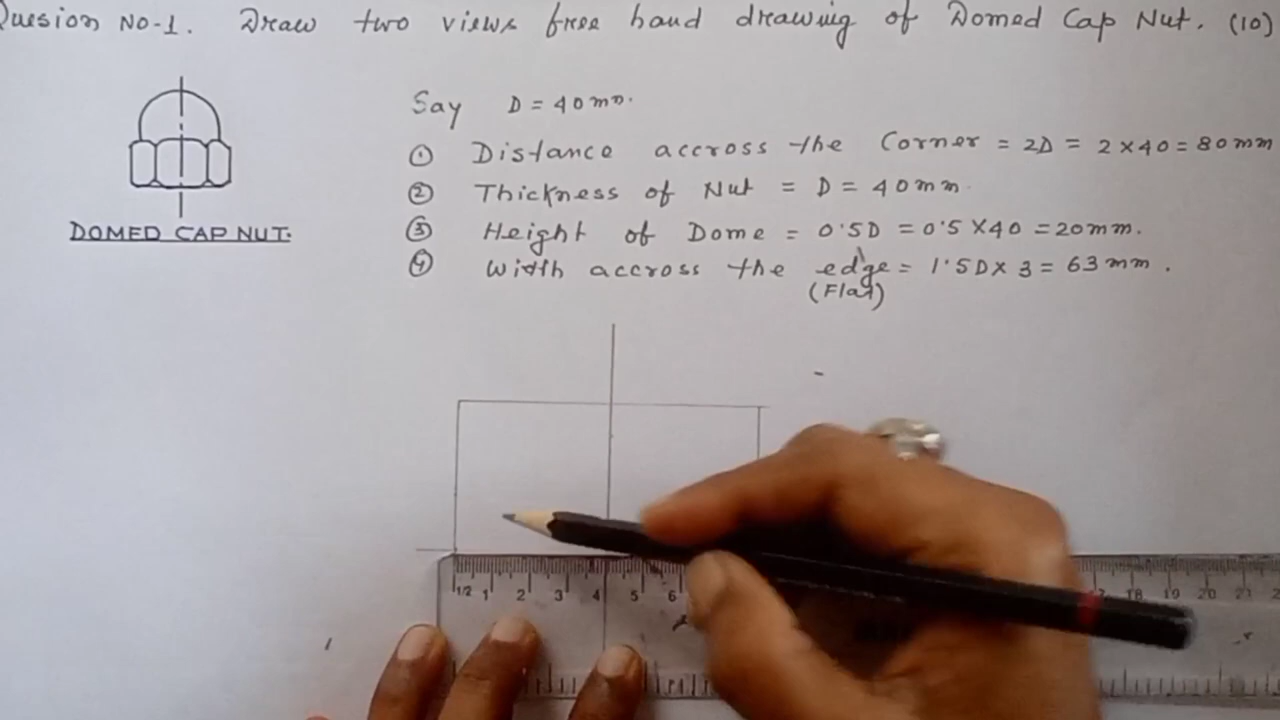 Quesion No-1. Draw two views free hand drawing of Domed Cap Nut. (10)
DOMED CAP NUT.
Say D = 40mm.
① Distance accross the Corner = 2D = 2×40 = 80mm
② Thickness of Nut = D = 40mm.
③ Height of Dome = 0.5D = 0.5×40 = 20mm.
④ Width accross the edge = 1.5D×3 = 63mm.
(Flat)
1/2 1 2 3 4 5 6 18 19 20 21